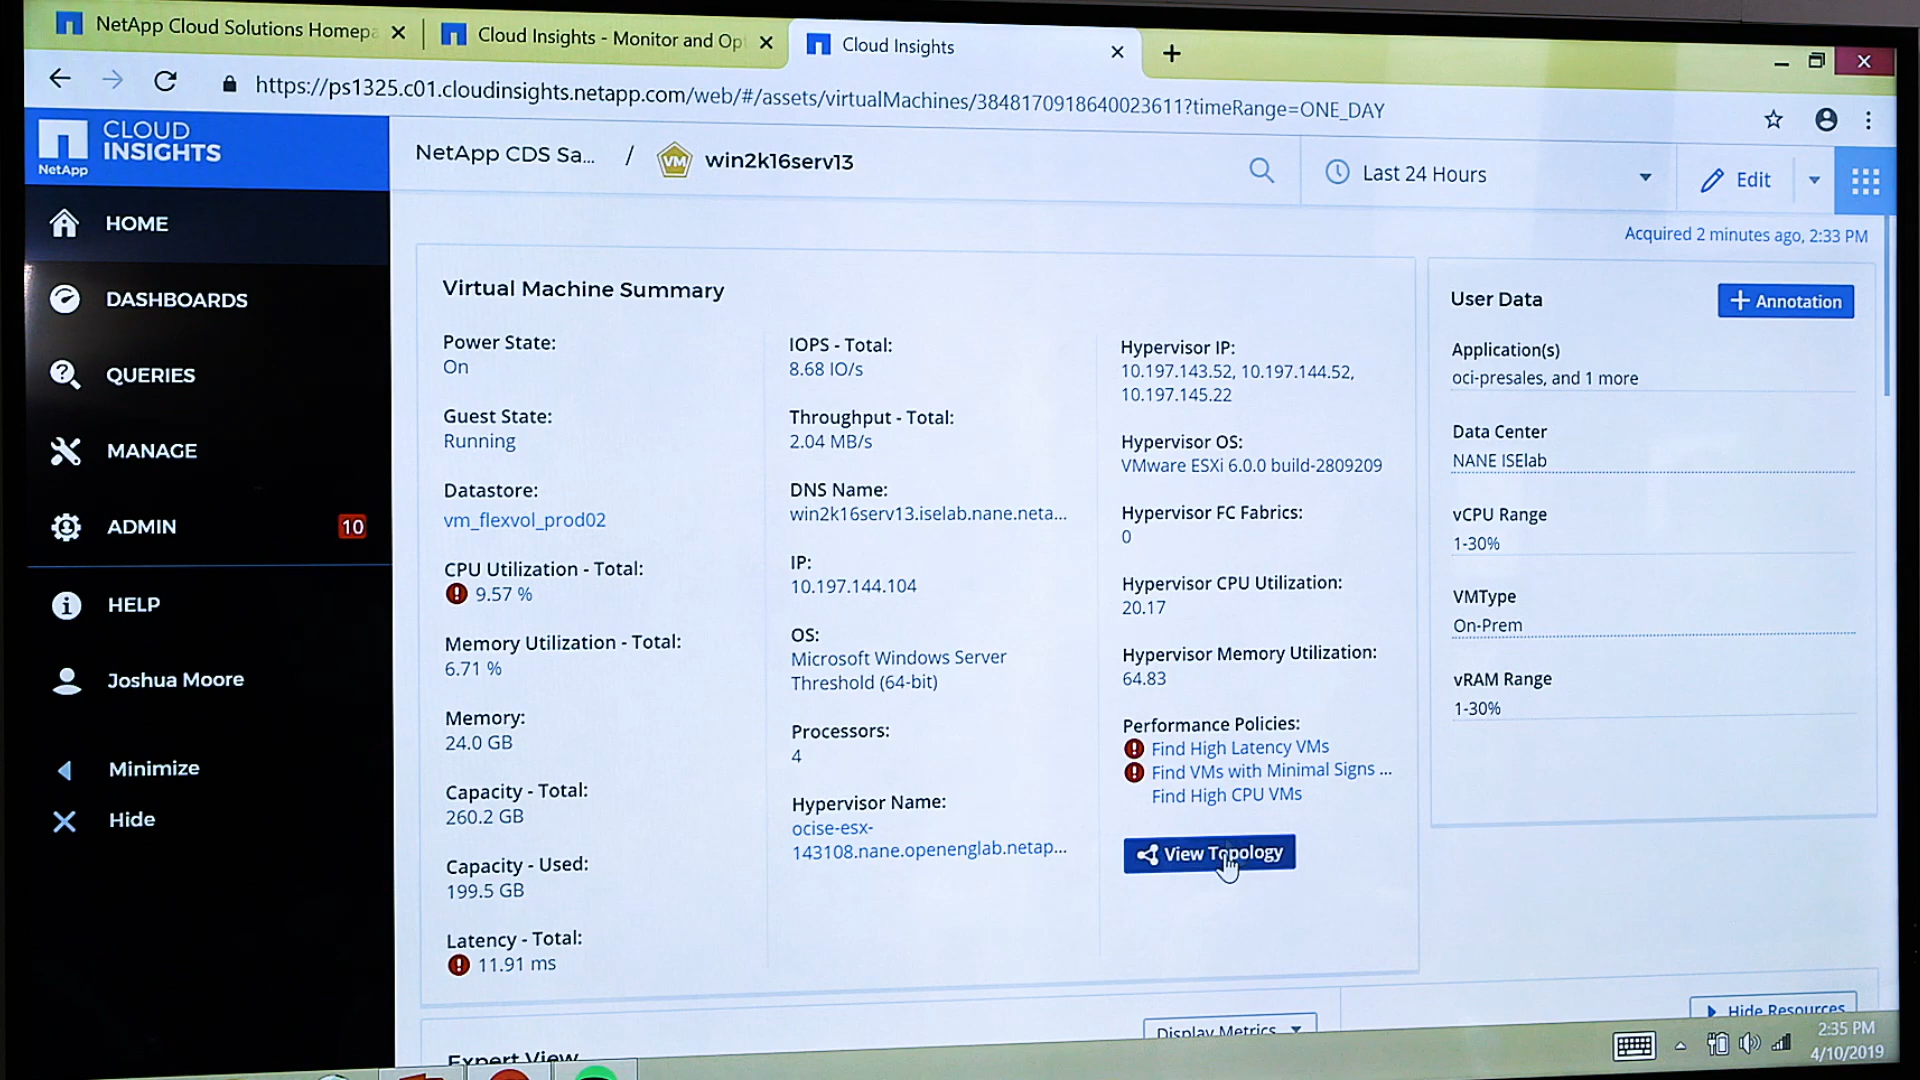 NetApp Cloud Solutions Homepa
Cloud Insights - Monitor and Op
Cloud Insights
https://ps1325.c01.cloudinsights.netapp.com/web/#/assets/virtualMachines/3848170918640023611?timeRange=ONE_DAY
NetApp
CLOUD
INSIGHTS
NetApp CDS Sa... / VM win2k16serv13
Last 24 Hours
Edit
Acquired 2 minutes ago, 2:33 PM
HOME
DASHBOARDS
QUERIES
MANAGE
ADMIN 10
HELP
Joshua Moore
Minimize
Hide
Virtual Machine Summary
Power State:
On
Guest State:
Running
Datastore:
vm_flexvol_prod02
CPU Utilization - Total:
9.57 %
Memory Utilization - Total:
6.71 %
Memory:
24.0 GB
Capacity - Total:
260.2 GB
Capacity - Used:
199.5 GB
Latency - Total:
11.91 ms
IOPS - Total:
8.68 IO/s
Throughput - Total:
2.04 MB/s
DNS Name:
win2k16serv13.iselab.nane.neta...
IP:
10.197.144.104
OS:
Microsoft Windows Server
Threshold (64-bit)
Processors:
4
Hypervisor Name:
ocise-esx-
143108.nane.openenglab.netap...
Hypervisor IP:
10.197.143.52, 10.197.144.52,
10.197.145.22
Hypervisor OS:
VMware ESXi 6.0.0 build-2809209
Hypervisor FC Fabrics:
0
Hypervisor CPU Utilization:
20.17
Hypervisor Memory Utilization:
64.83
Performance Policies:
Find High Latency VMs
Find VMs with Minimal Signs ...
Find High CPU VMs
View Topology
User Data
+ Annotation
Application(s)
oci-presales, and 1 more
Data Center
NANE ISElab
vCPU Range
1-30%
VMType
On-Prem
vRAM Range
1-30%
Expert View
Display Metrics
Hide Resources
2:35 PM
4/10/2019